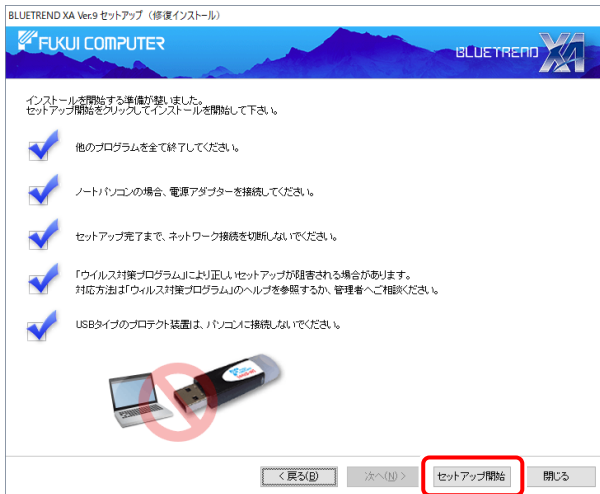 BLUETREND XA Ver.9 セットアップ（修復インストール）
FUKUI COMPUTER
BLUETREND XA
インストールを開始する準備が整いました。
セットアップ開始をクリックしてインストールを開始して下さい。
他のプログラムを全て終了してください。
ノートパソコンの場合、電源アダプターを接続してください。
セットアップ完了まで、ネットワーク接続を切断しないでください。
「ウイルス対策プログラム」により正しいセットアップが阻害される場合があります。
対応方法は「ウィルス対策プログラム」のヘルプを参照するか、管理者へご相談ください。
USBタイプのプロテクト装置は、パソコンに接続しないでください。
< 戻る(B)
次へ(N) >
セットアップ開始
閉じる